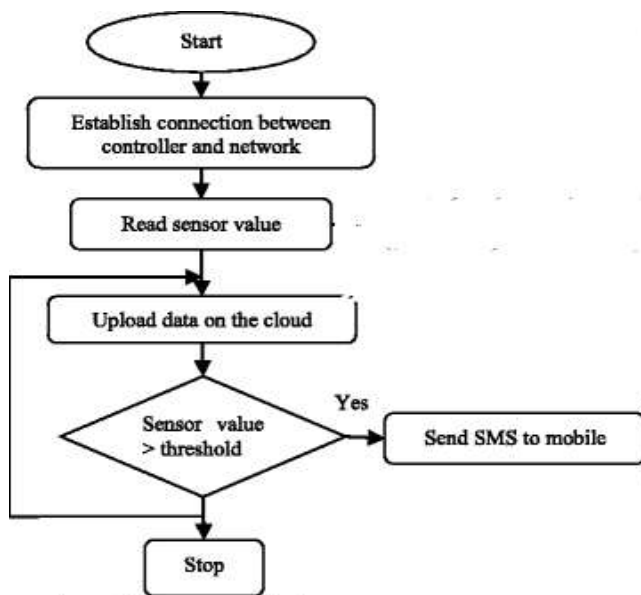 Start
Establish connection between
controller and network
Read sensor value
Upload data on the cloud
Yes
Sensor value
> threshold
Send SMS to mobile
Stop